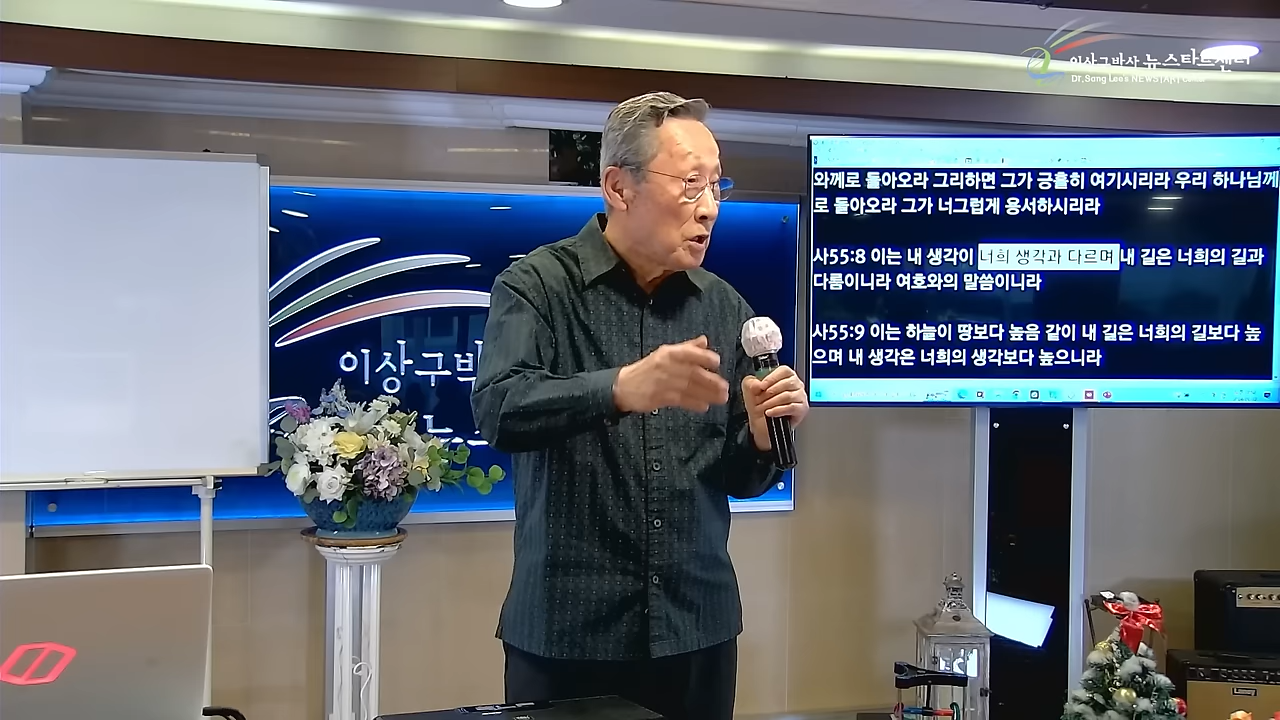 이상구박사 뉴스타트센터
Dr.Sang Lee's NEWSTART Center
와께로 돌아오라 그리하면 그가 긍휼히 여기시리라 우리 하나님께
로 돌아오라 그가 너그럽게 용서하시리라
사55:8 이는 내 생각이 너희 생각과 다르며 내 길은 너희의 길과
다름이니라 여호와의 말씀이니라
사55:9 이는 하늘이 땅보다 높음 같이 내 길은 너희의 길보다 높
으며 내 생각은 너희의 생각보다 높으니라
이상구박
뉴스